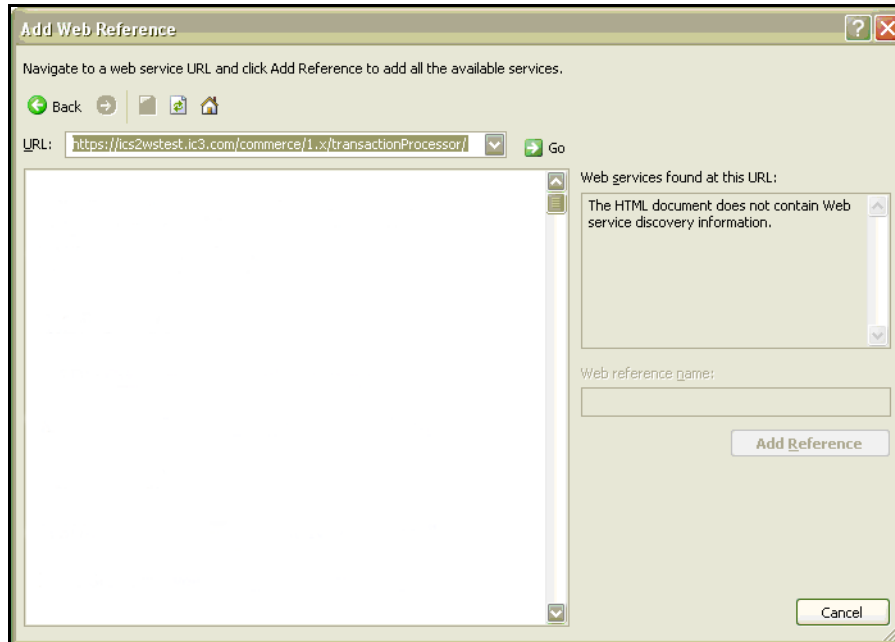 Add Web Reference
Navigate to a web service URL and click Add Reference to add all the available services.
Back
URL: https://ics2wstest.ic3.com/commerce/1.x/transactionProcessor/ Go
Web services found at this URL:
The HTML document does not contain Web
service discovery information.
Web reference name:
Add Reference
Cancel